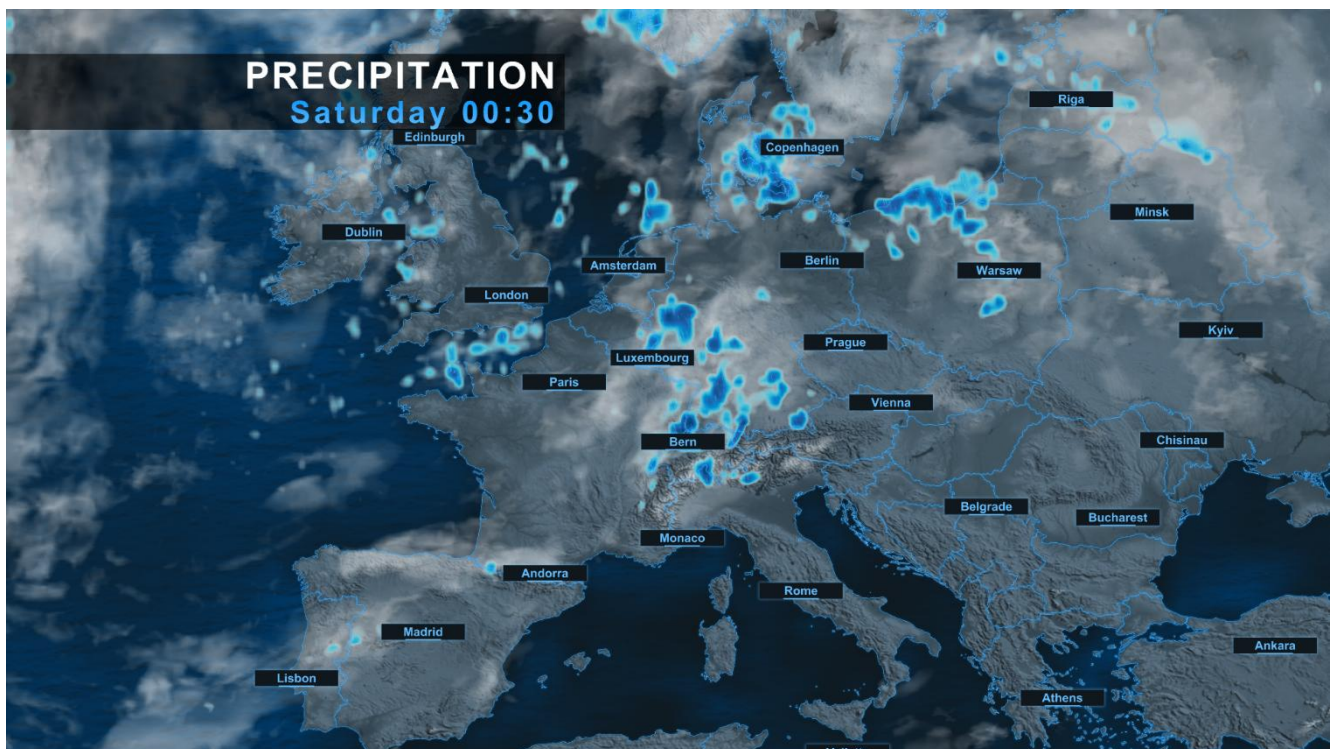 PRECIPITATION
Saturday 00:30
Edinburgh
Riga
Copenhagen
Minsk
Dublin
Amsterdam
Berlin
Warsaw
London
Kyiv
Luxembourg
Prague
Paris
Vienna
Bern
Chisinau
Belgrade
Bucharest
Monaco
Andorra
Rome
Madrid
Ankara
Lisbon
Athens